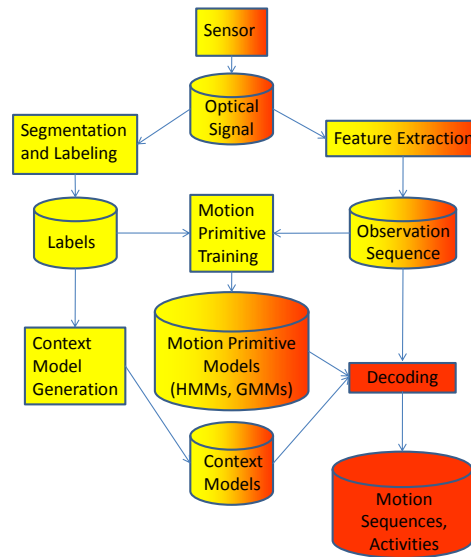 Sensor
Optical
Signal
Segmentation
and Labeling
Feature Extraction
Labels
Motion
Primitive
Training
Observation
Sequence
Context
Model
Generation
Motion Primitive
Models
(HMMs, GMMs)
Decoding
Context
Models
Motion
Sequences,
Activities